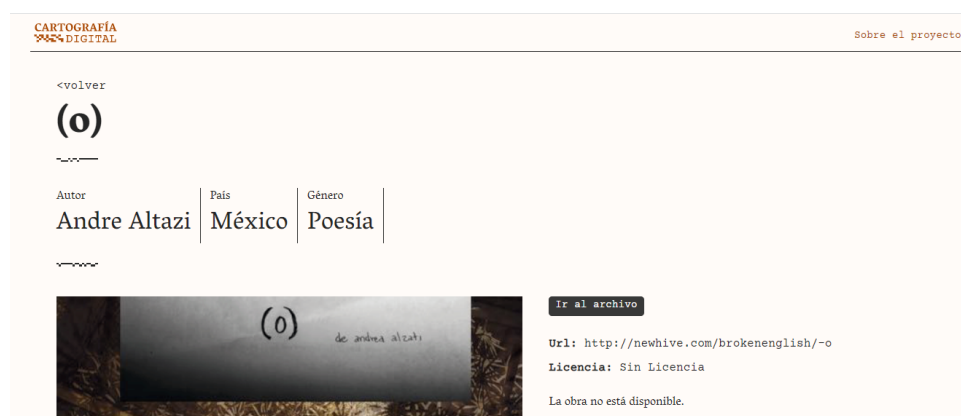 CARTOGRAFÍA
DIGITAL
Sobre el proyecto
<volver
(o)
Autor
Andre Altazi
País
México
Género
Poesía
(o)
de andrea alzati
Ir al archivo
Url: http://newhive.com/brokenenglish/-o
Licencia: Sin Licencia
La obra no está disponible.